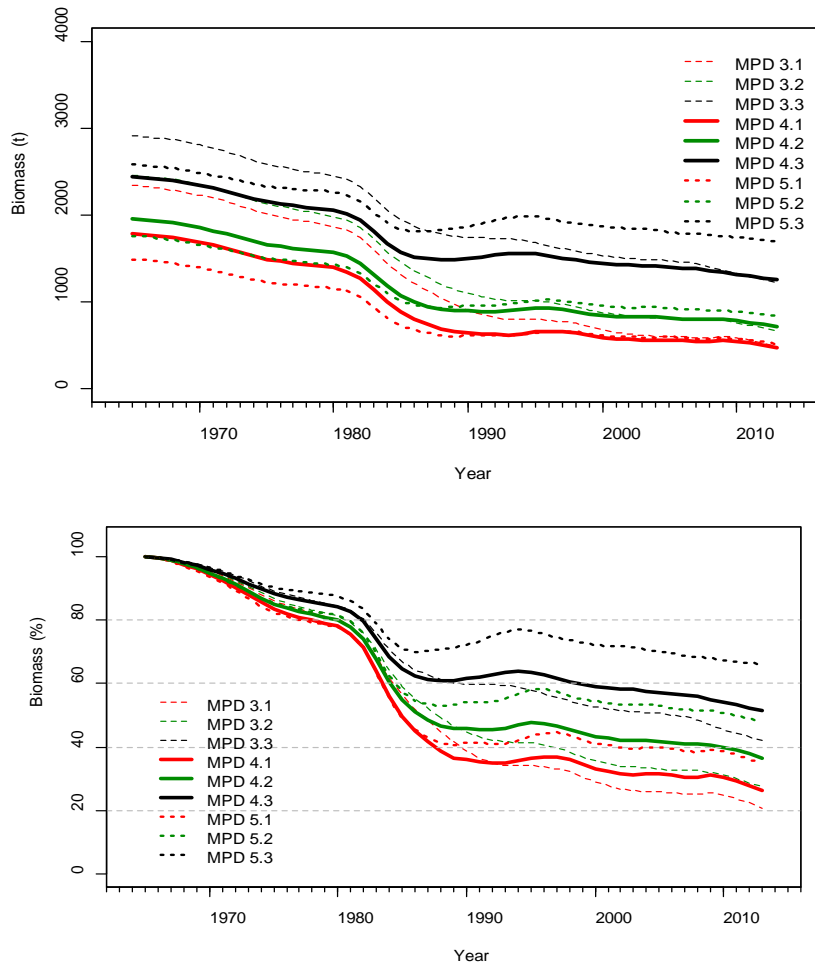 4000
3000
2000
1000
0
Biomass (t)
MPD 3.1
MPD 3.2
MPD 3.3
MPD 4.1
MPD 4.2
MPD 4.3
MPD 5.1
MPD 5.2
MPD 5.3
1970 1980 1990 2000 2010
Year
100
80
60
40
20
0
Biomass (%)
MPD 3.1
MPD 3.2
MPD 3.3
MPD 4.1
MPD 4.2
MPD 4.3
MPD 5.1
MPD 5.2
MPD 5.3
1970 1980 1990 2000 2010
Year